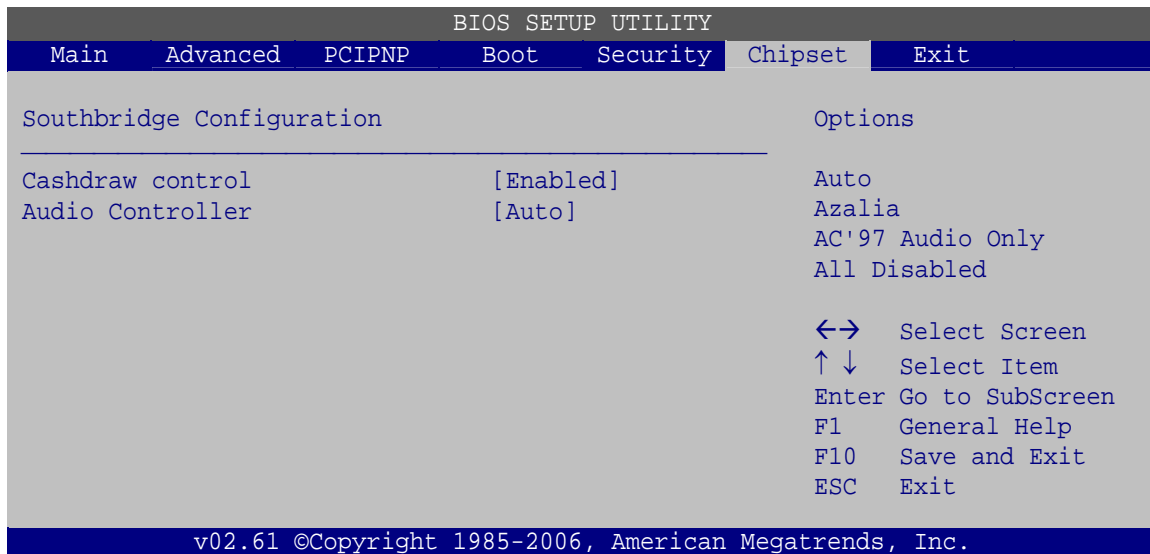 BIOS SETUP UTILITY
Main Advanced PCIPNP Boot Security Chipset Exit
Southbridge Configuration
Cashdraw control [Enabled]
Audio Controller [Auto]
Options
Auto
Azalia
AC'97 Audio Only
All Disabled
←→ Select Screen
↑ ↓ Select Item
Enter Go to SubScreen
F1 General Help
F10 Save and Exit
ESC Exit
v02.61 ©Copyright 1985-2006, American Megatrends, Inc.